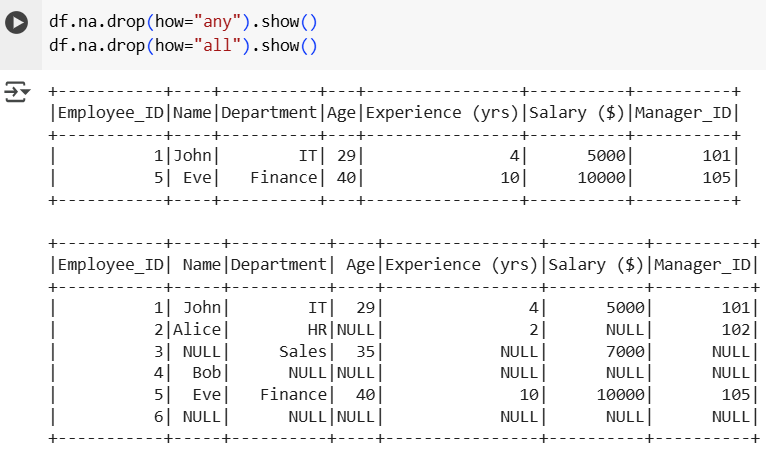 df.na.drop(how="any").show()
df.na.drop(how="all").show()
+-----------+----+----------+---+----------------+----------+----------+
|Employee_ID|Name|Department|Age|Experience (yrs)|Salary ($)|Manager_ID|
+-----------+----+----------+---+----------------+----------+----------+
|          1|John|        IT| 29|               4|      5000|       101|
|          5| Eve|   Finance| 40|              10|     10000|       105|
+-----------+----+----------+---+----------------+----------+----------+
+-----------+-----+----------+----+----------------+----------+----------+
|Employee_ID| Name|Department| Age|Experience (yrs)|Salary ($)|Manager_ID|
+-----------+-----+----------+----+----------------+----------+----------+
|          1| John|        IT|  29|               4|      5000|       101|
|          2|Alice|        HR|NULL|               2|      NULL|       102|
|          3| NULL|     Sales|  35|            NULL|      7000|      NULL|
|          4|  Bob|      NULL|NULL|            NULL|      NULL|      NULL|
|          5|  Eve|   Finance|  40|              10|     10000|       105|
|          6| NULL|      NULL|NULL|            NULL|      NULL|      NULL|
+-----------+-----+----------+----+----------------+----------+----------+